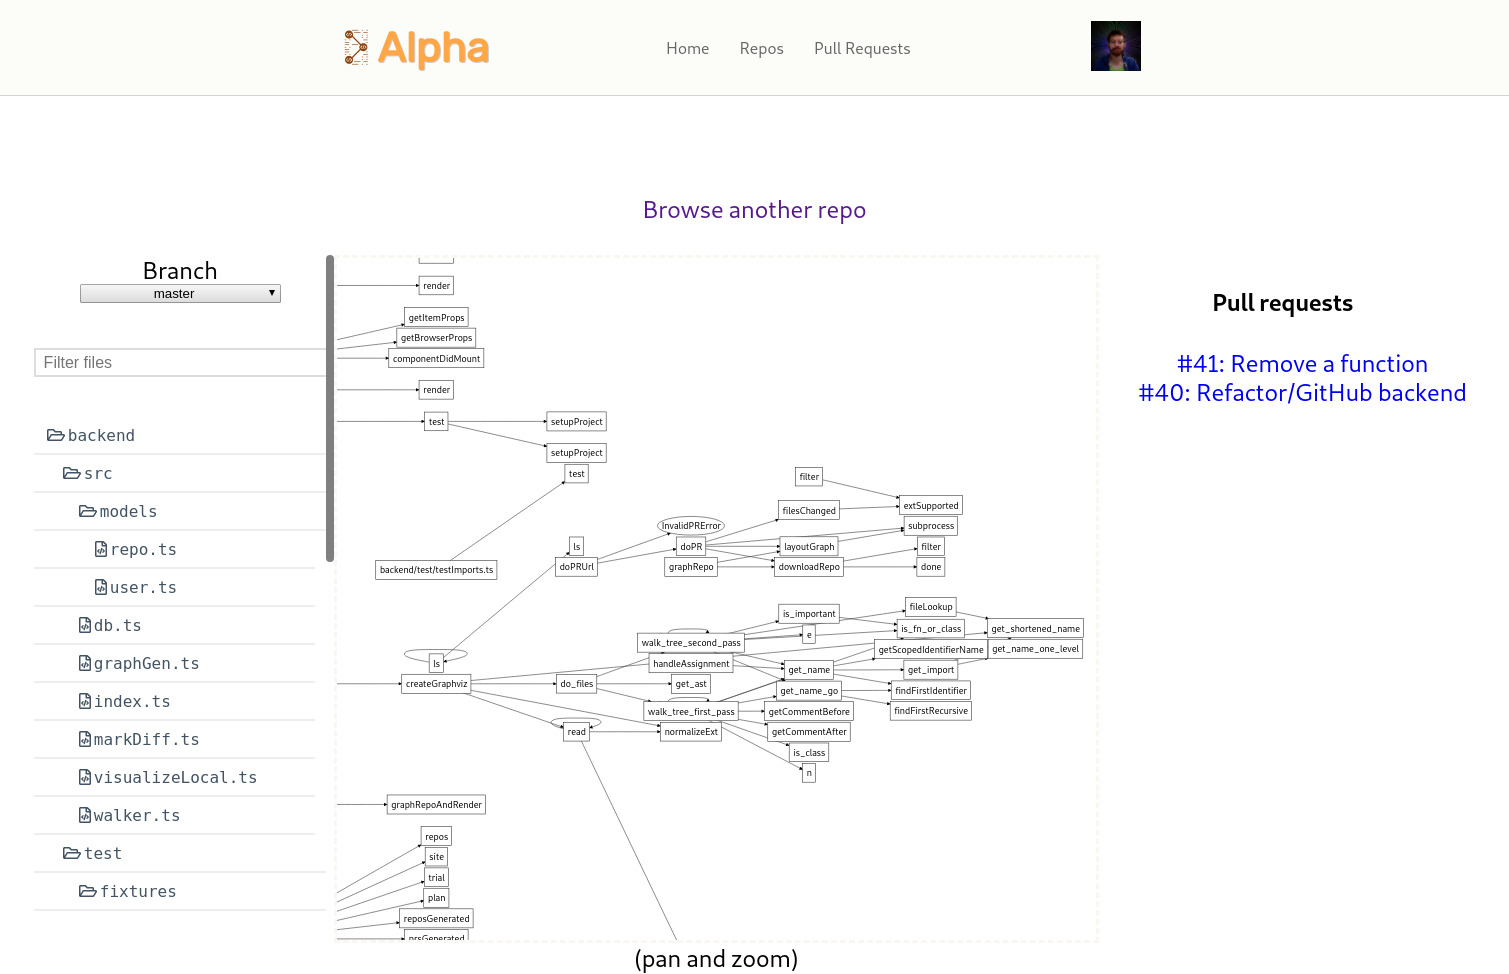 Alpha
Home Repos Pull Requests
Browse another repo
Branch
master
Filter files
backend
src
models
repo.ts
user.ts
db.ts
graphGen.ts
index.ts
markDiff.ts
visualizeLocal.ts
walker.ts
test
fixtures
render
getItemProps
getBrowserProps
componentDidMount
render
test
setupProject
setupProject
test
filter
extSupported
filesChanged
InvalidPRError
subprocess
ls
doPR
layoutGraph
filter
doPRUrl
graphRepo
downloadRepo
done
backend/test/testImports.ts
fileLookup
is_important
is_fn_or_class
get_shortened_name
e
walk_tree_second_pass
getScopedIdentifierName
get_name_one_level
ls
handleAssignment
get_name
get_import
createGraphviz
do_files
get_ast
get_name_go
findFirstIdentifier
walk_tree_first_pass
getCommentBefore
findFirstRecursive
read
normalizeExt
getCommentAfter
is_class
n
graphRepoAndRender
repos
site
trial
plan
reposGenerated
prsGenerated
(pan and zoom)
Pull requests
#41: Remove a function
#40: Refactor/GitHub backend